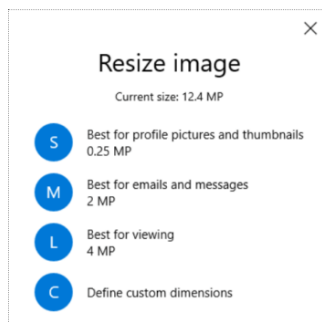 Resize image
Current size: 12.4 MP
S
Best for profile pictures and thumbnails
0.25 MP
M
Best for emails and messages
2 MP
L
Best for viewing
4 MP
C
Define custom dimensions